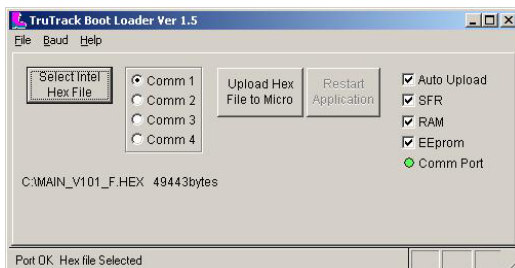 TruTrack Boot Loader Ver 1.5
File Baud Help
Select Intel
Hex File
Comm 1
Comm 2
Comm 3
Comm 4
Upload Hex
File to Micro
Restart
Application
Auto Upload
SFR
RAM
EEprom
Comm Port
C:\MAIN_V101_F.HEX 49443bytes
Port OK Hex file Selected